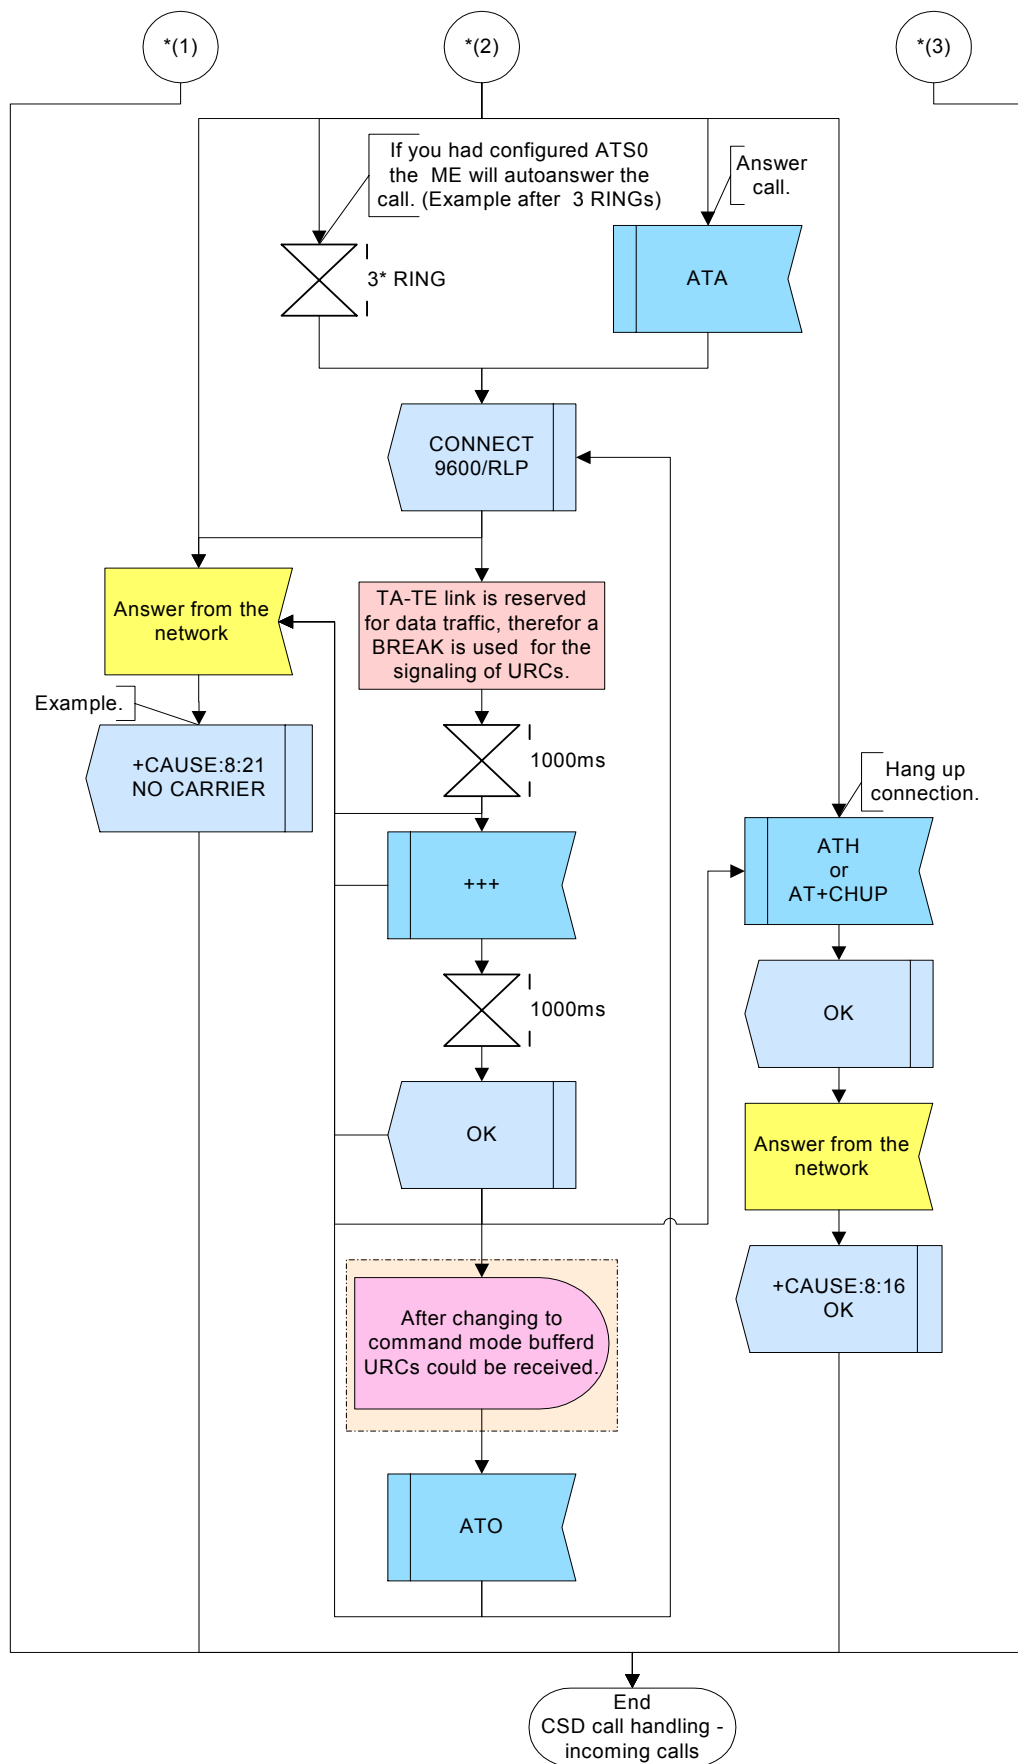 *(1)
*(2)
*(3)
If you had configured ATS0
the ME will autoanswer the
call. (Example after 3 RINGs)
Answer
call.
3* RING
ATA
CONNECT
9600/RLP
Answer from the
network
TA-TE link is reserved
for data traffic, therefor a
BREAK is used for the
signaling of URCs.
Example.
+CAUSE:8:21
NO CARRIER
1000ms
Hang up
connection.
+++
ATH
or
AT+CHUP
1000ms
OK
OK
Answer from the
network
+CAUSE:8:16
OK
After changing to
command mode bufferd
URCs could be received.
ATO
End
CSD call handling -
incoming calls